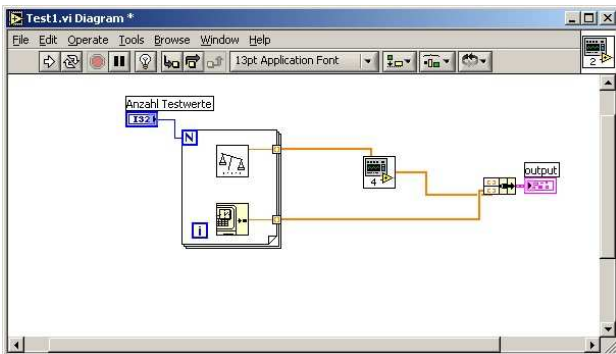 Test1.vi Diagram *
File Edit Operate Tools Browse Window Help
13pt Application Font
2
Anzahl Testwerte
I32
N
4
output
i